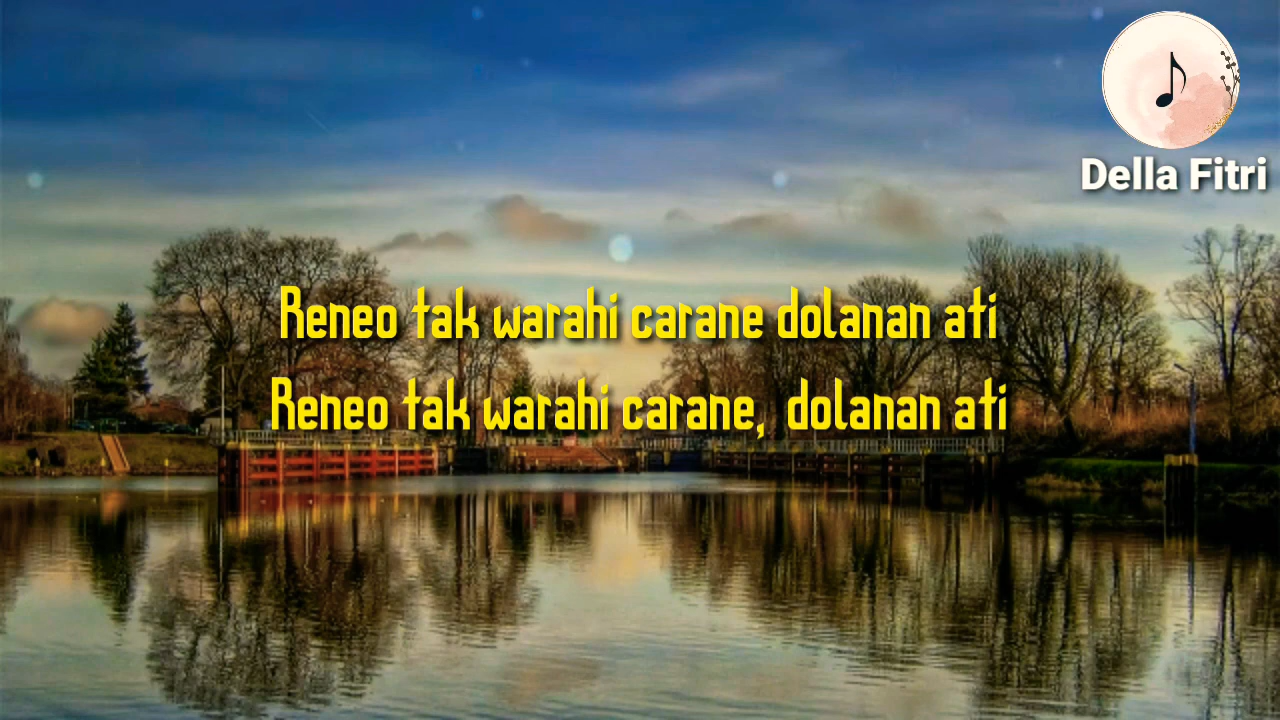 Della Fitri
Reneo tak warahi carane dolanan ati
Reneo tak warahi carane, dolanan ati